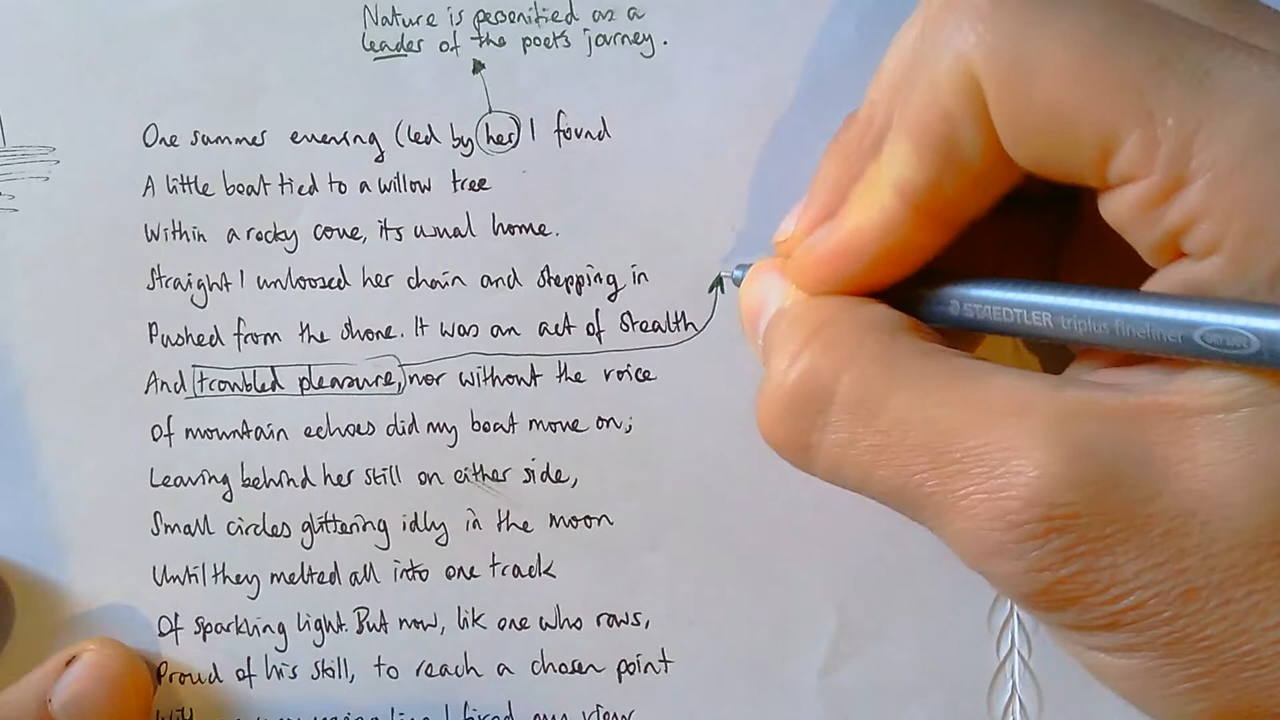 Nature is personified as a
leader of the poets journey.
One summer evening (led by her) I found
A little boat tied to a willow tree
Within a rocky cove, its usual home.
Straight I unloosed her chain and stepping in
Pushed from the shore. It was an act of stealth
And troubled pleasure, nor without the voice
Of mountain echoes did my boat move on;
Leaving behind her still on either side,
Small circles glittering idly in the moon
Until they melted all into one track
Of sparkling light. But now, lik one who rows,
Proud of his skill, to reach a chosen point
I fixed my view
STAEDTLER triplus fineliner